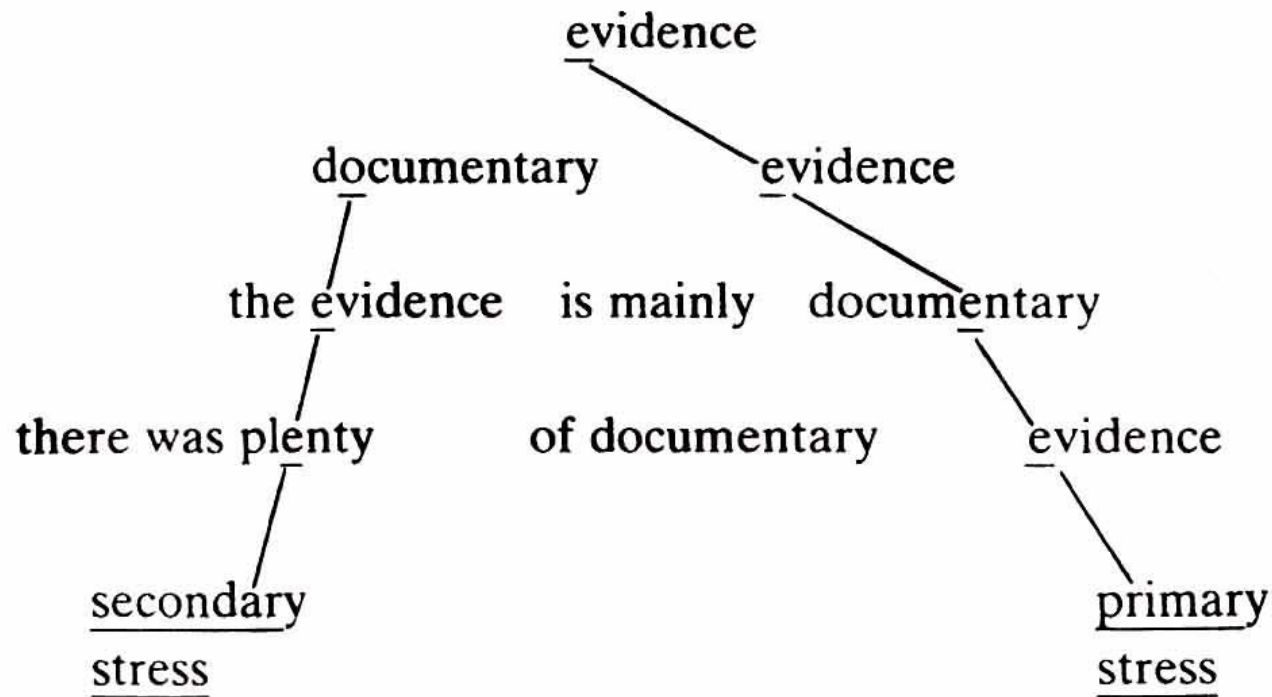 evidence
documentary evidence
the evidence is mainly documentary
there was plenty of documentary evidence
secondary primary
stress stress